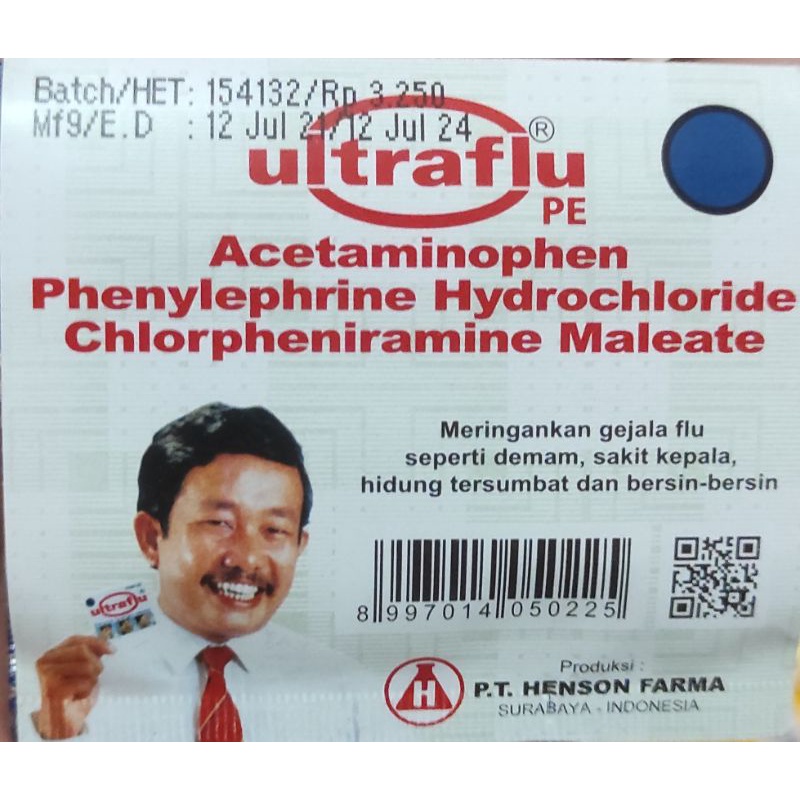 Batch/HET: 154132/Rp 3.250
Mf9/E.D : 12 Jul 21/12 Jul 24
ultraflu®
PE
Acetaminophen
Phenylephrine Hydrochloride
Chlorpheniramine Maleate
Meringankan gejala flu
seperti demam, sakit kepala,
hidung tersumbat dan bersin-bersin
ultraflu
8 997014 050225
Produksi :
H
P.T. HENSON FARMA
SURABAYA - INDONESIA